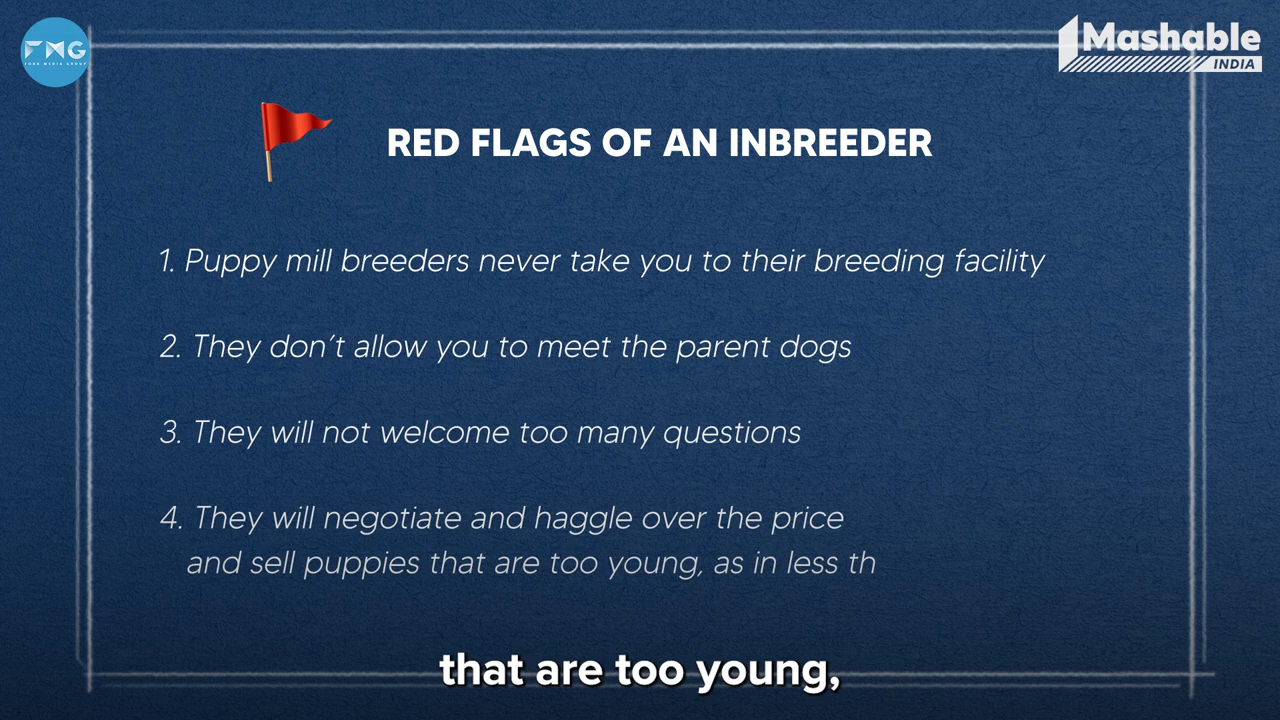 FMG
FORK MEDIA GROUP
Mashable
INDIA
RED FLAGS OF AN INBREEDER
1. Puppy mill breeders never take you to their breeding facility
2. They don't allow you to meet the parent dogs
3. They will not welcome too many questions
4. They will negotiate and haggle over the price
and sell puppies that are too young, as in less th
that are too young,